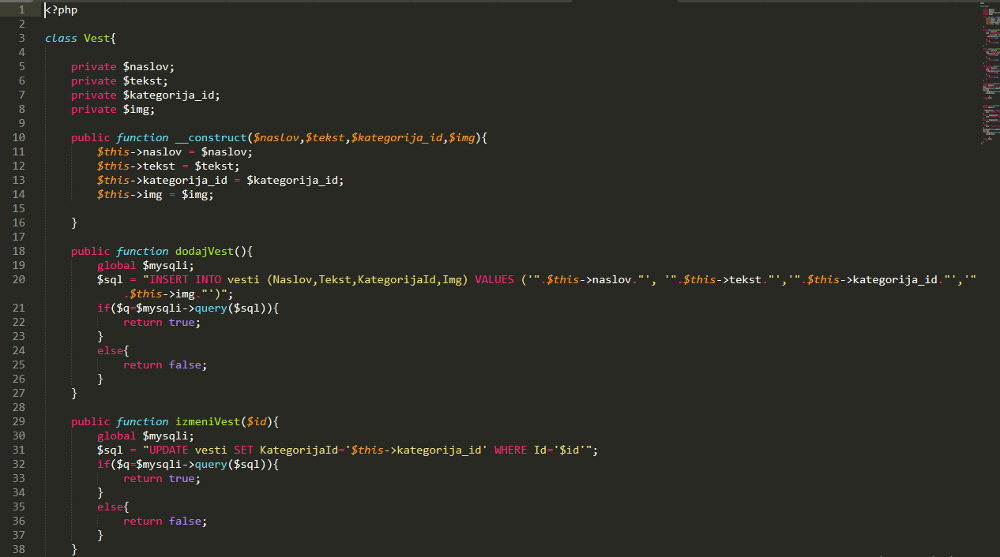 1 <?php
2
3 class Vest{
4
5 private $naslov;
6 private $tekst;
7 private $kategorija_id;
8 private $img;
9
10 public function __construct($naslov,$tekst,$kategorija_id,$img){
11 $this->naslov = $naslov;
12 $this->tekst = $tekst;
13 $this->kategorija_id = $kategorija_id;
14 $this->img = $img;
15
16 }
17
18 public function dodajVest(){
19 global $mysqli;
20 $sql = "INSERT INTO vesti (Naslov,Tekst,KategorijaId,Img) VALUES ('".$this->naslov."', '".$this->tekst."','".$this->kategorija_id."','"
.$this->img."')";
21 if($q=$mysqli->query($sql)){
22 return true;
23 }
24 else{
25 return false;
26 }
27 }
28
29 public function izmeniVest($id){
30 global $mysqli;
31 $sql = "UPDATE vesti SET KategorijaId='$this->kategorija_id' WHERE Id='$id'";
32 if($q=$mysqli->query($sql)){
33 return true;
34 }
35 else{
36 return false;
37 }
38 }